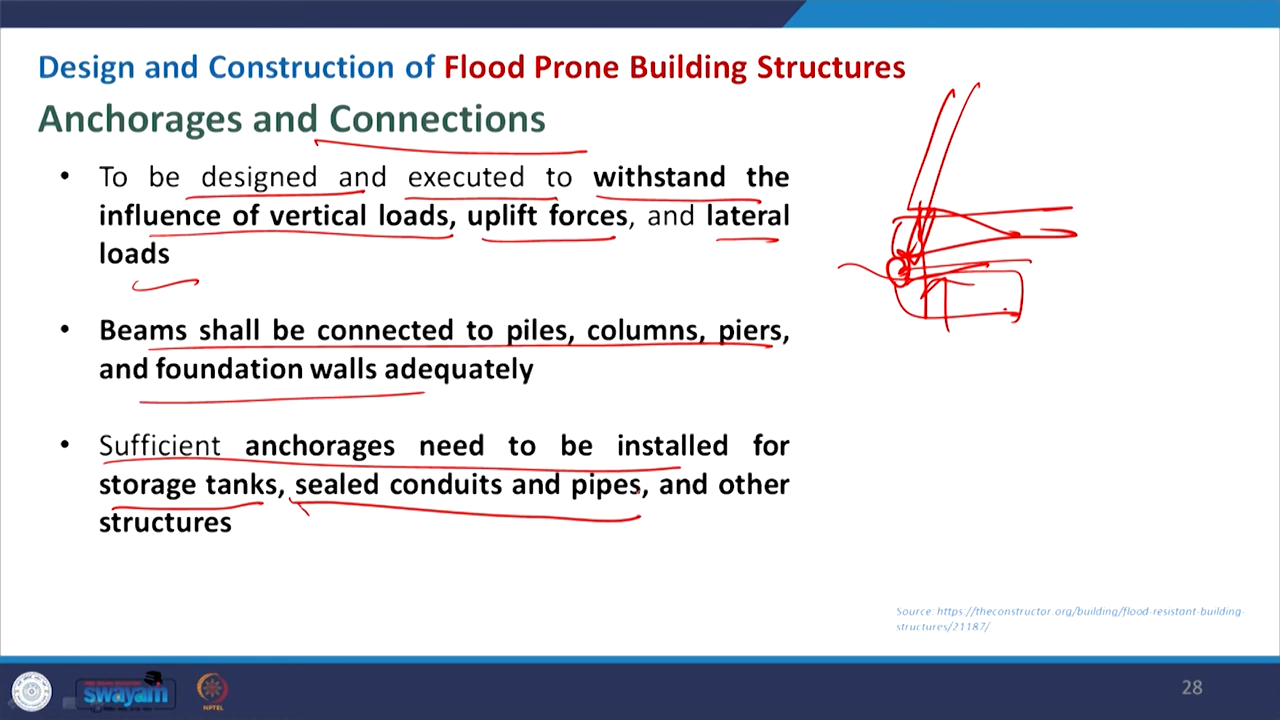 Design and Construction of Flood Prone Building Structures
Anchorages and Connections
• To be designed and executed to withstand the
influence of vertical loads, uplift forces, and lateral
loads
• Beams shall be connected to piles, columns, piers,
and foundation walls adequately
• Sufficient anchorages need to be installed for
storage tanks, sealed conduits and pipes, and other
structures
Source: https://theconstructor.org/building/flood-resistant-building-
structures/21187/
swayam
NPTEL
28